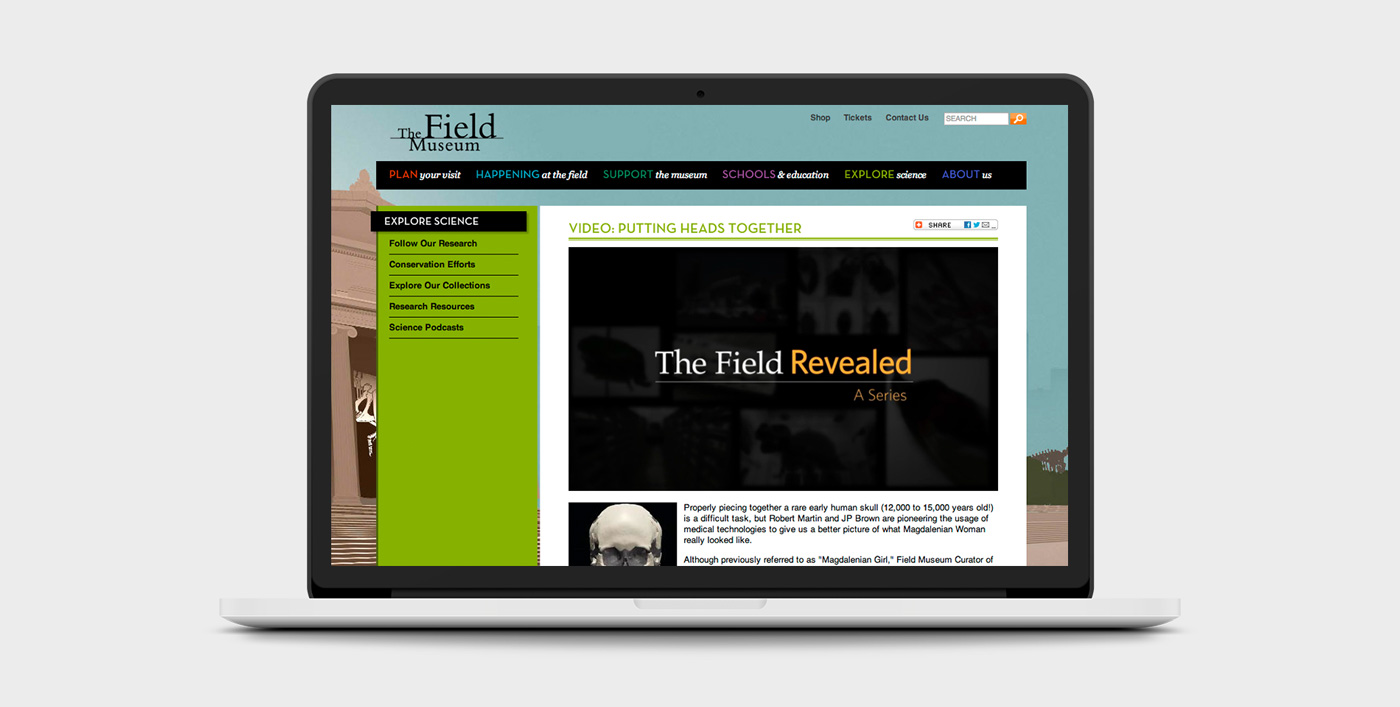 The Field
Museum
Shop Tickets Contact Us SEARCH
PLAN your visit HAPPENING at the field SUPPORT the museum SCHOOLS & education EXPLORE science ABOUT us
EXPLORE SCIENCE
Follow Our Research
Conservation Efforts
Explore Our Collections
Research Resources
Science Podcasts
VIDEO: PUTTING HEADS TOGETHER
SHARE
The Field Revealed
A Series
Properly piecing together a rare early human skull (12,000 to 15,000 years old!)
is a difficult task, but Robert Martin and JP Brown are pioneering the usage of
medical technologies to give us a better picture of what Magdalenian Woman
really looked like.
Although previously referred to as "Magdalenian Girl," Field Museum Curator of